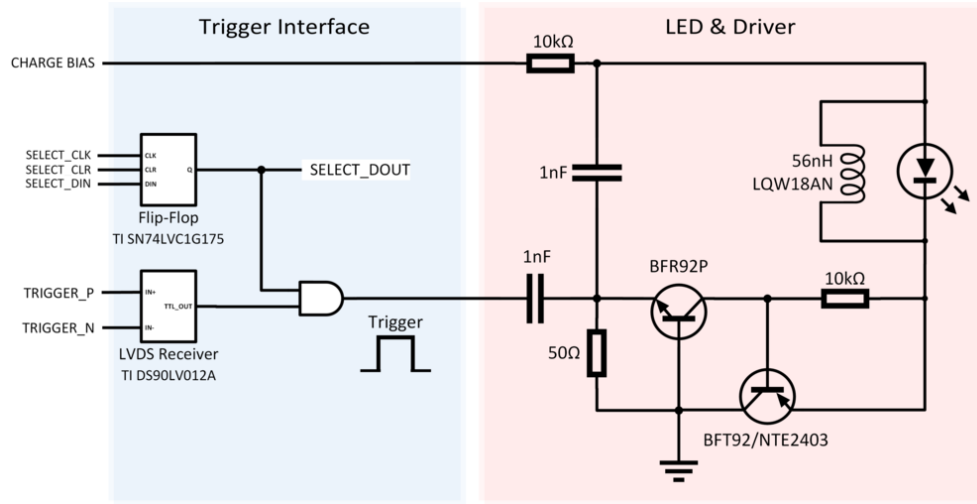 Trigger Interface
LED & Driver
CHARGE BIAS
10kΩ
SELECT_CLK
SELECT_CLR
SELECT_DIN
CLK
CLR
DIN
Q
SELECT_DOUT
Flip-Flop
TI SN74LVC1G175
1nF
56nH
LQW18AN
TRIGGER_P
TRIGGER_N
IN+
IN-
TTL_OUT
LVDS Receiver
TI DS90LV012A
Trigger
1nF
BFR92P
10kΩ
50Ω
BFT92/NTE2403